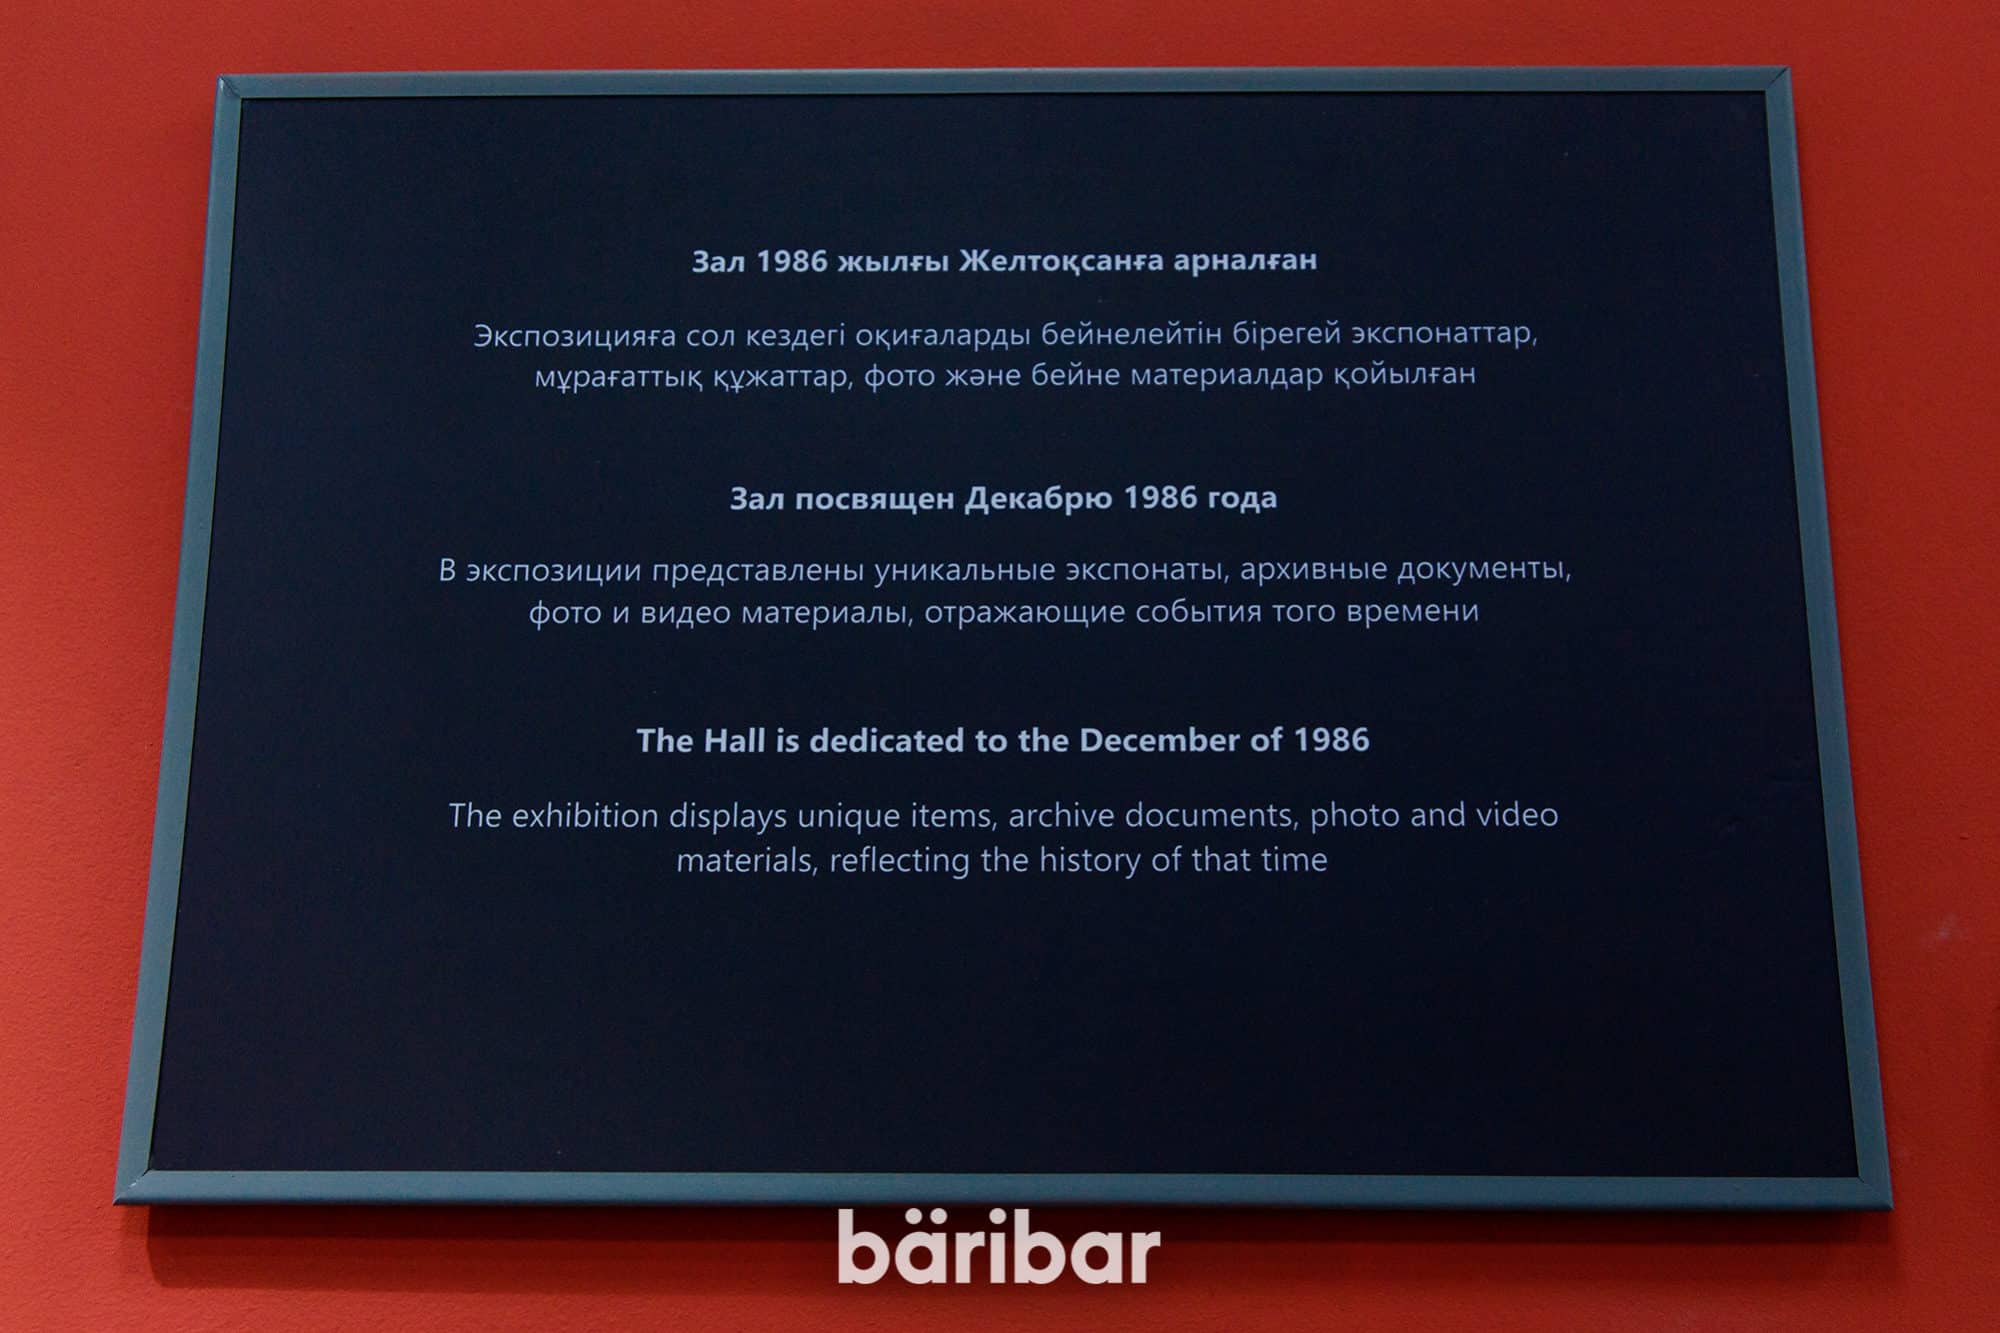 Зал 1986 жылғы Желтоқсанға арналған
Экспозицияға сол кездегі оқиғаларды бейнелейтін бірегей экспонаттар,
мұрағаттық құжаттар, фото және бейне материалдар қойылған
Зал посвящен Декабрю 1986 года
В экспозиции представлены уникальные экспонаты, архивные документы,
фото и видео материалы, отражающие события того времени
The Hall is dedicated to the December of 1986
The exhibition displays unique items, archive documents, photo and video
materials, reflecting the history of that time
bäribar